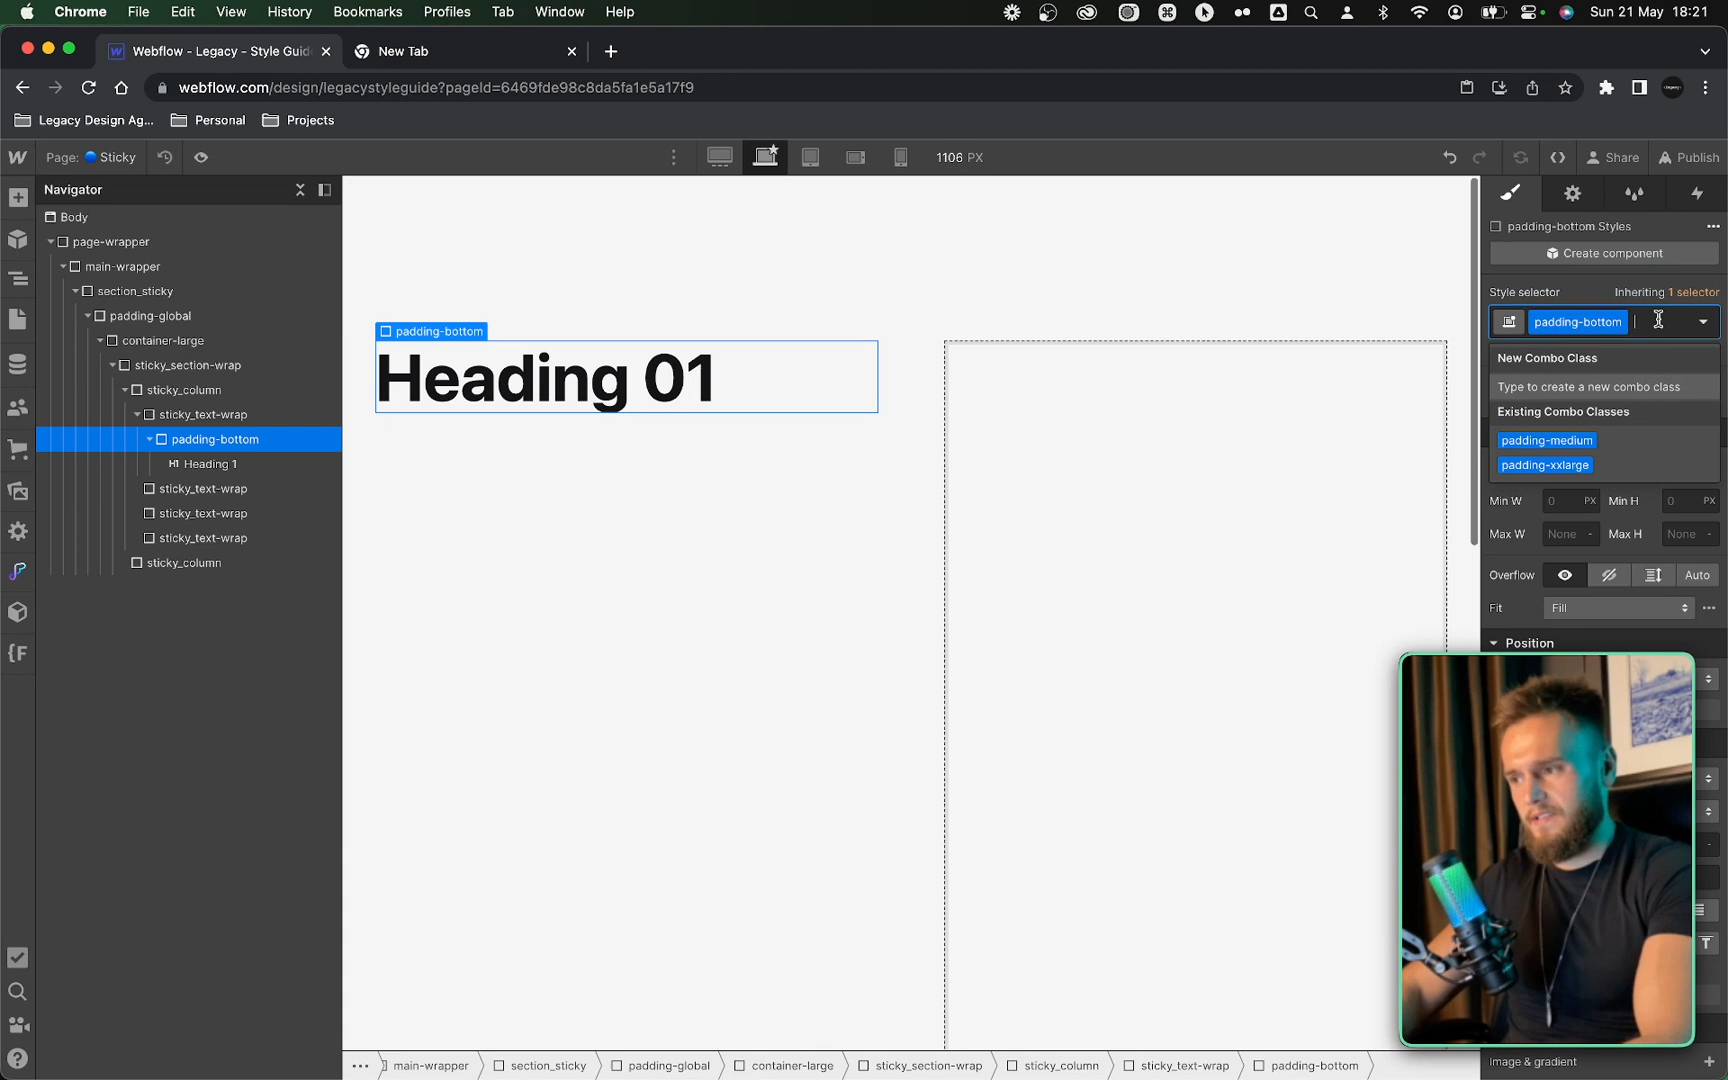 Chrome File Edit View History Bookmarks Profiles Tab Window Help Sun 21 May 18:21
Webflow - Legacy - Style Guid New Tab
webflow.com/design/legacystyleguide?pageId=6469fde98c8da5fa1e5a17f9
Legacy Design Ag... Personal Projects
Page: Sticky 1106 PX Share Publish
Navigator
Body
page-wrapper
main-wrapper
section_sticky
padding-global
container-large
sticky_section-wrap
sticky_column
sticky_text-wrap
padding-bottom
H1 Heading 1
sticky_text-wrap
sticky_text-wrap
sticky_text-wrap
sticky_column
padding-bottom
Heading 01
padding-bottom Styles
Create component
Style selector Inheriting 1 selector
padding-bottom
New Combo Class
Type to create a new combo class
Existing Combo Classes
padding-medium
padding-xxlarge
Min W 0 PX Min H 0 PX
Max W None - Max H None -
Overflow Auto
Fit Fill
Position
Image & gradient
... main-wrapper section_sticky padding-global container-large sticky_section-wrap sticky_column sticky_text-wrap padding-bottom